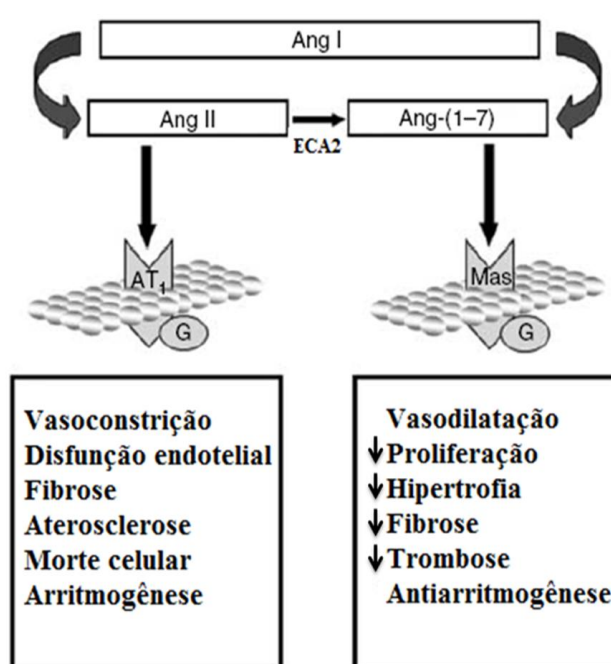 Ang I
Ang II
ECA2
Ang-(1–7)
AT1
G
Mas
G
Vasoconstrição
Disfunção endotelial
Fibrose
Aterosclerose
Morte celular
Arritmogênese
Vasodilatação
↓Proliferação
↓Hipertrofia
↓Fibrose
↓Trombose
Antiarritmogênese